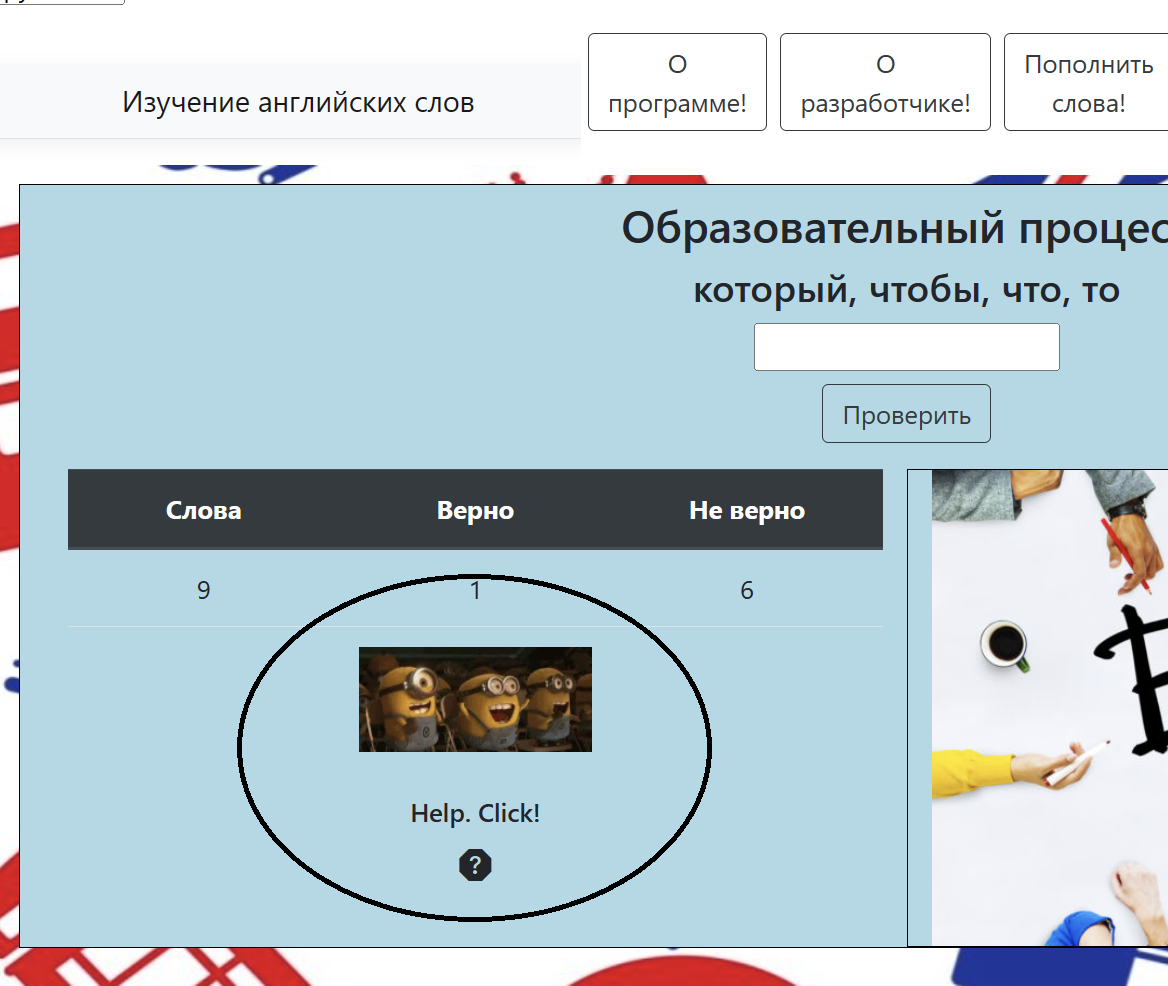 О
программе!
О
разработчике!
Пополнить
слова!
Изучение английских слов
Образовательный процес
который, чтобы, что, то
Проверить
Слова Верно Не верно
9 1 6
Help. Click!
?